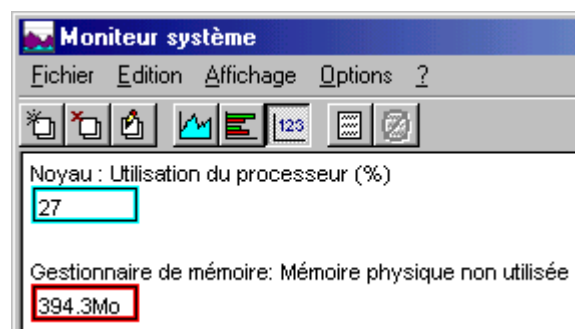 Moniteur système
Fichier Edition Affichage Options ?
123
Noyau : Utilisation du processeur (%)
27
Gestionnaire de mémoire: Mémoire physique non utilisée
394.3Mo